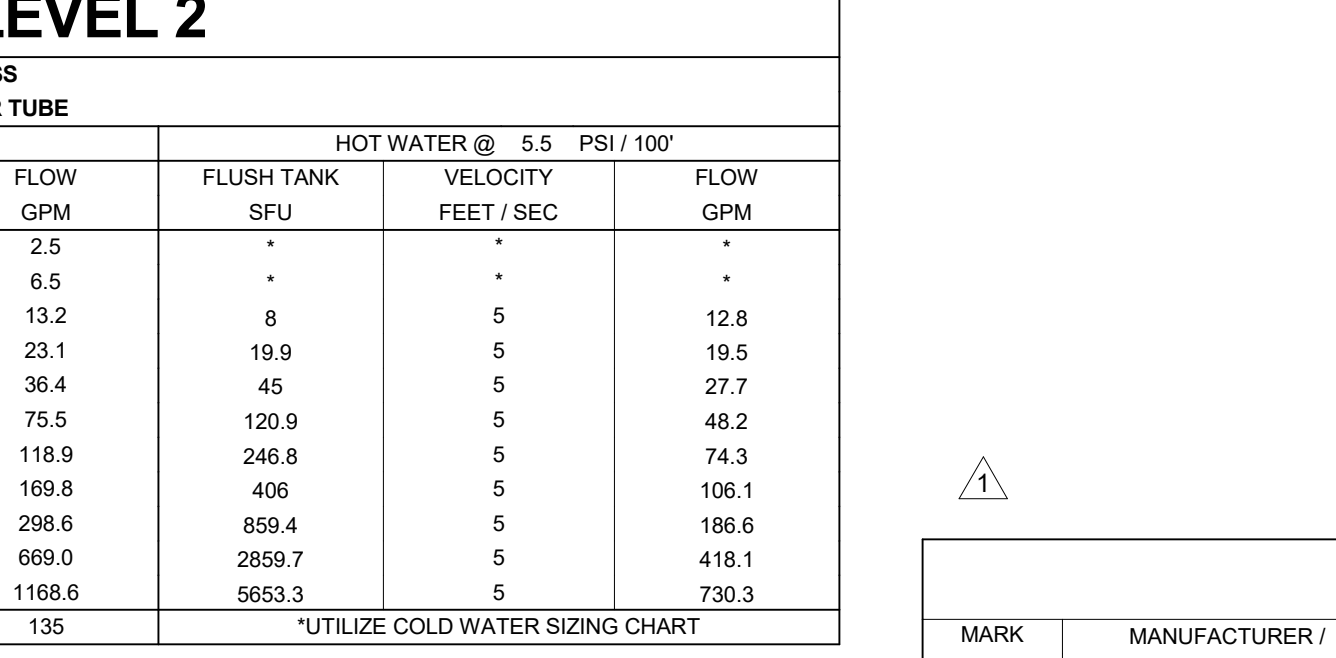 LEVEL 2
SS
R TUBE
HOT WATER @ 5.5 PSI / 100'
FLOW FLUSH TANK VELOCITY FLOW
GPM SFU FEET / SEC GPM
2.5 * * *
6.5 * * *
13.2 8 5 12.8
23.1 19.9 5 19.5
36.4 45 5 27.7
75.5 120.9 5 48.2
118.9 246.8 5 74.3
169.8 406 5 106.1
298.6 859.4 5 186.6
669.0 2859.7 5 418.1
1168.6 5653.3 5 730.3
135 *UTILIZE COLD WATER SIZING CHART
1
MARK MANUFACTURER /